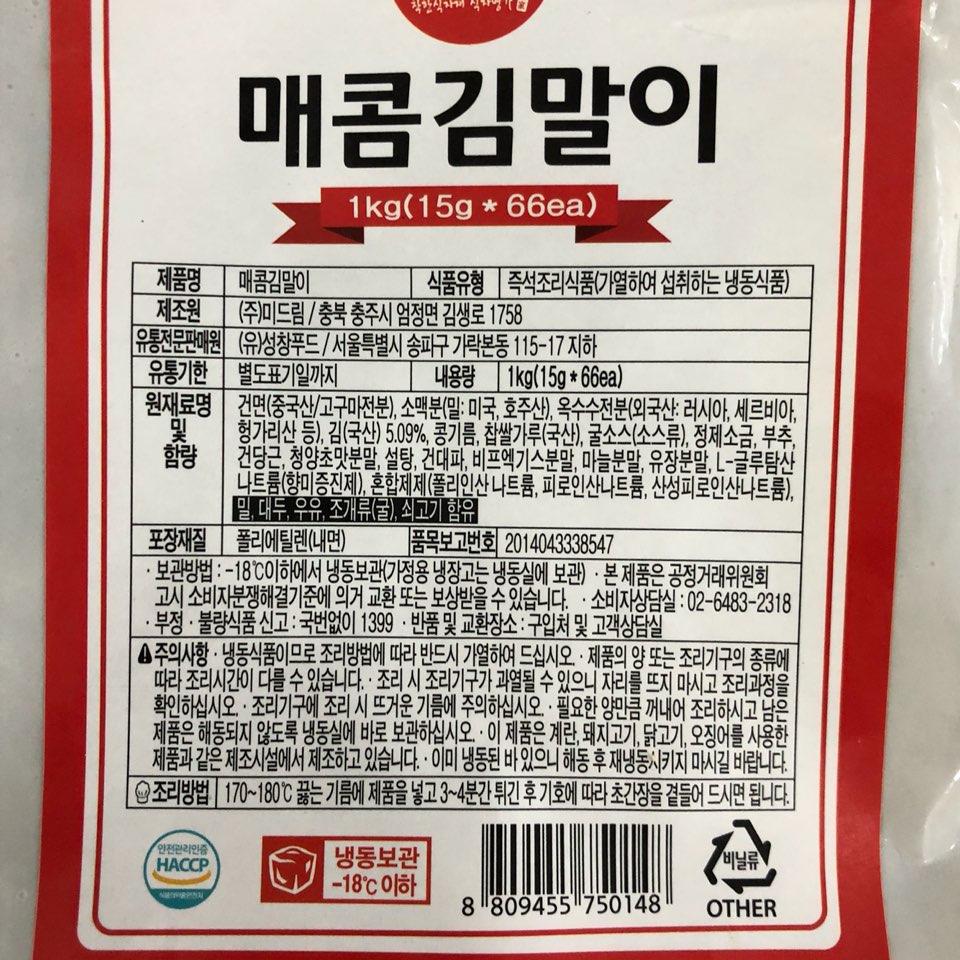 착한식자재 식자명가
매콤김말이
1kg(15g * 66ea)
제품명 매콤김말이 식품유형 즉석조리식품(가열하여 섭취하는 냉동식품)
제조원 (주)미드림 / 충북 충주시 엄정면 김생로 1758
유통전문판매원 (유)성창푸드 / 서울특별시 송파구 가락본동 115-17 지하
유통기한 별도표기일까지 내용량 1kg(15g * 66ea)
원재료명 및 함량 건면(중국산/고구마전분), 소맥분(밀: 미국, 호주산), 옥수수전분(외국산: 러시아, 세르비아,
헝가리산 등), 김(국산) 5.09%, 콩기름, 찹쌀가루(국산), 굴소스(소스류), 정제소금, 부추,
건당근, 청양초맛분말, 설탕, 건대파, 비프엑기스분말, 마늘분말, 유장분말, L-글루탐산
나트륨(향미증진제), 혼합제제(폴리인산나트륨, 피로인산나트륨, 산성피로인산나트륨),
밀, 대두, 우유, 조개류(굴), 쇠고기 함유
포장재질 폴리에틸렌(내면) 품목보고번호 2014043338547
· 보관방법 : -18℃이하에서 냉동보관(가정용 냉장고는 냉동실에 보관) · 본 제품은 공정거래위원회
고시 소비자분쟁해결기준에 의거 교환 또는 보상받을 수 있습니다. · 소비자상담실 : 02-6483-2318
· 부정 · 불량식품 신고 : 국번없이 1399 · 반품 및 교환장소 : 구입처 및 고객상담실
주의사항 · 냉동식품이므로 조리방법에 따라 반드시 가열하여 드십시오. · 제품의 양 또는 조리기구의 종류에
따라 조리시간이 다를 수 있습니다. · 조리 시 조리기구가 과열될 수 있으니 자리를 뜨지 마시고 조리과정을
확인하십시오. · 조리기구에 조리 시 뜨거운 기름에 주의하십시오. · 필요한 양만큼 꺼내어 조리하시고 남은
제품은 해동되지 않도록 냉동실에 바로 보관하십시오. · 이 제품은 계란, 돼지고기, 닭고기, 오징어를 사용한
제품과 같은 제조시설에서 제조하고 있습니다. · 이미 냉동된 바 있으니 해동 후 재냉동시키지 마시길 바랍니다.
조리방법 170~180℃ 끓는 기름에 제품을 넣고 3~4분간 튀긴 후 기호에 따라 초간장을 곁들어 드시면 됩니다.
안전관리인증
HACCP
식품의약품안전처
냉동보관
-18℃ 이하
8 809455 750148
비닐류
OTHER